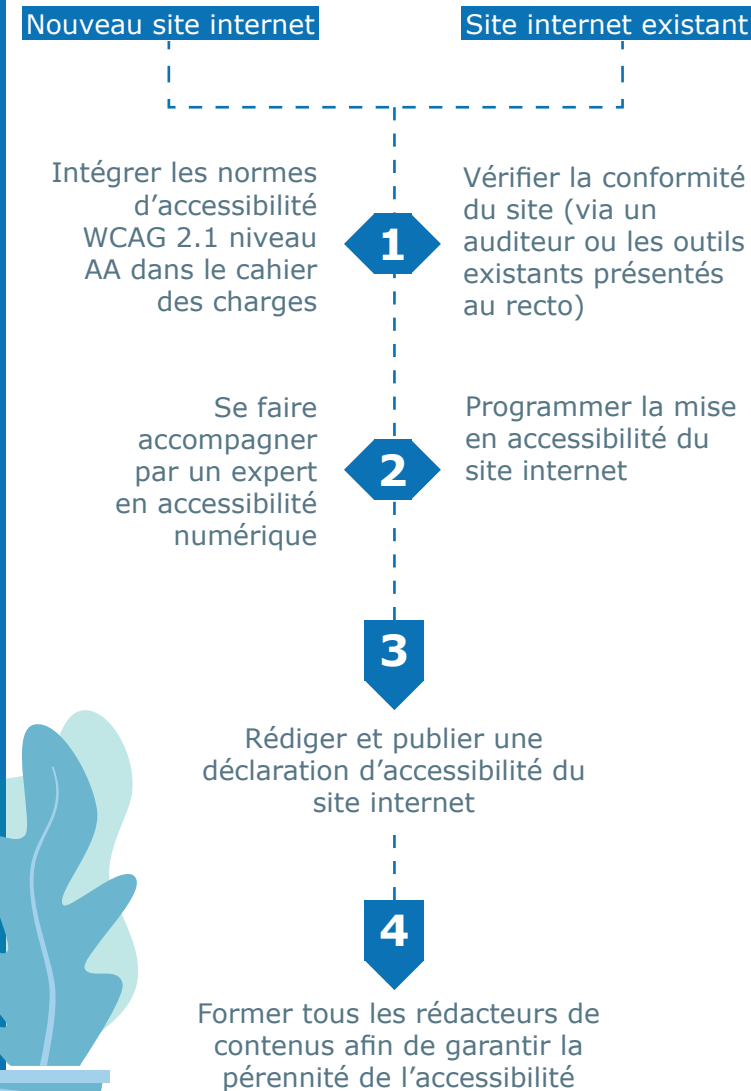 Nouveau site internet
Site internet existant
Intégrer les normes
d’accessibilité
WCAG 2.1 niveau
AA dans le cahier
des charges
1
Vérifier la conformité
du site (via un
auditeur ou les outils
existants présentés
au recto)
Se faire
accompagner
par un expert
en accessibilité
numérique
2
Programmer la mise
en accessibilité du
site internet
3
Rédiger et publier une
déclaration d’accessibilité du
site internet
4
Former tous les rédacteurs de
contenus afin de garantir la
pérennité de l’accessibilité